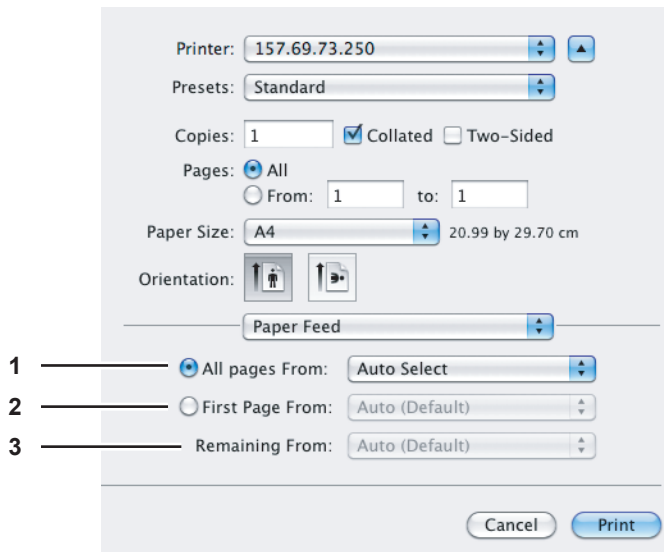 Printer: 157.69.73.250
Presets: Standard
Copies: 1 Collated Two-Sided
Pages: All
From: 1 to: 1
Paper Size: A4 20.99 by 29.70 cm
Orientation:
Paper Feed
1 All pages From: Auto Select
2 First Page From: Auto (Default)
3 Remaining From: Auto (Default)
Cancel Print